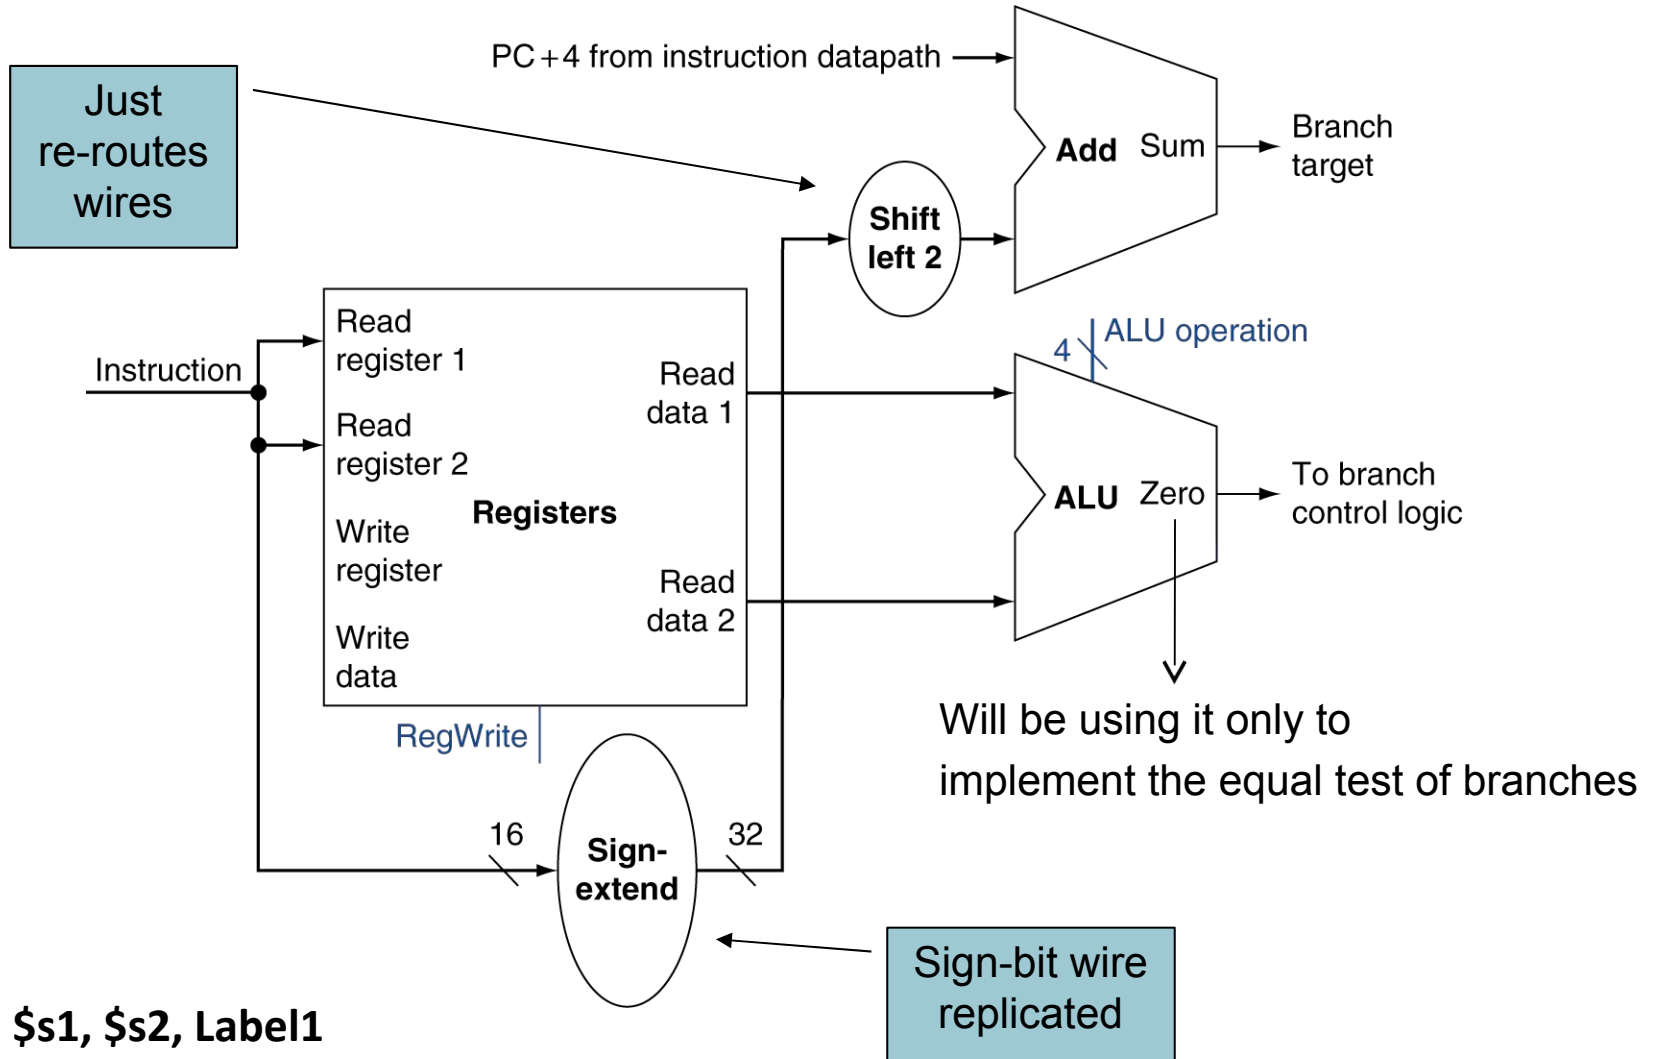 PC+4 from instruction datapath
Just
re-routes
wires
Add Sum
Branch
target
Shift
left 2
Instruction
Read
register 1
Read
data 1
Read
register 2
Registers
Write
register
Read
data 2
Write
data
RegWrite
4
ALU operation
ALU Zero
To branch
control logic
Will be using it only to
implement the equal test of branches
16
Sign-
extend
32
Sign-bit wire
replicated
$s1, $s2, Label1